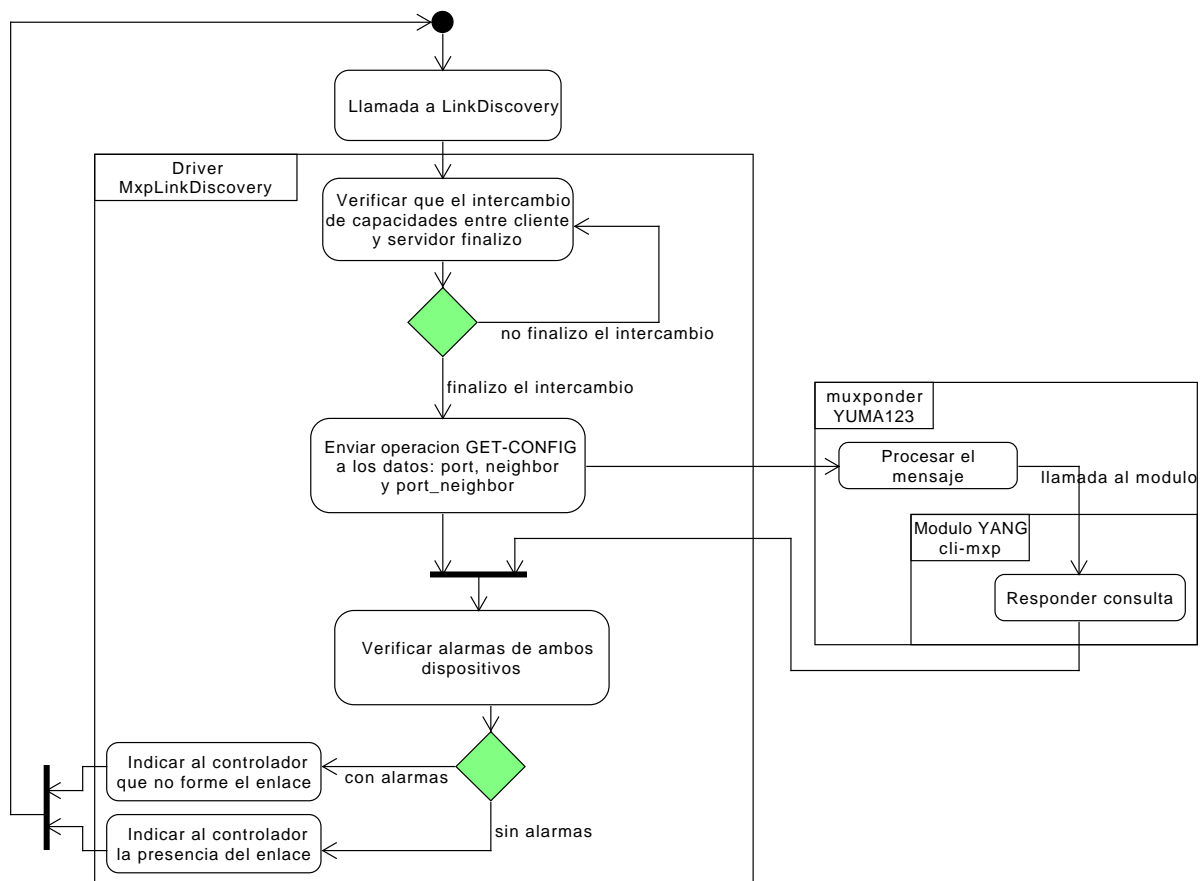 Llamada a LinkDiscovery
Driver
MxpLinkDiscovery
Verificar que el intercambio
de capacidades entre cliente
y servidor finalizo
no finalizo el intercambio
finalizo el intercambio
Enviar operacion GET-CONFIG
a los datos: port, neighbor
y port_neighbor
muxponder
YUMA123
Procesar el
mensaje
llamada al modulo
Modulo YANG
cli-mxp
Responder consulta
Verificar alarmas de ambos
dispositivos
con alarmas
Indicar al controlador
que no forme el enlace
sin alarmas
Indicar al controlador
la presencia del enlace